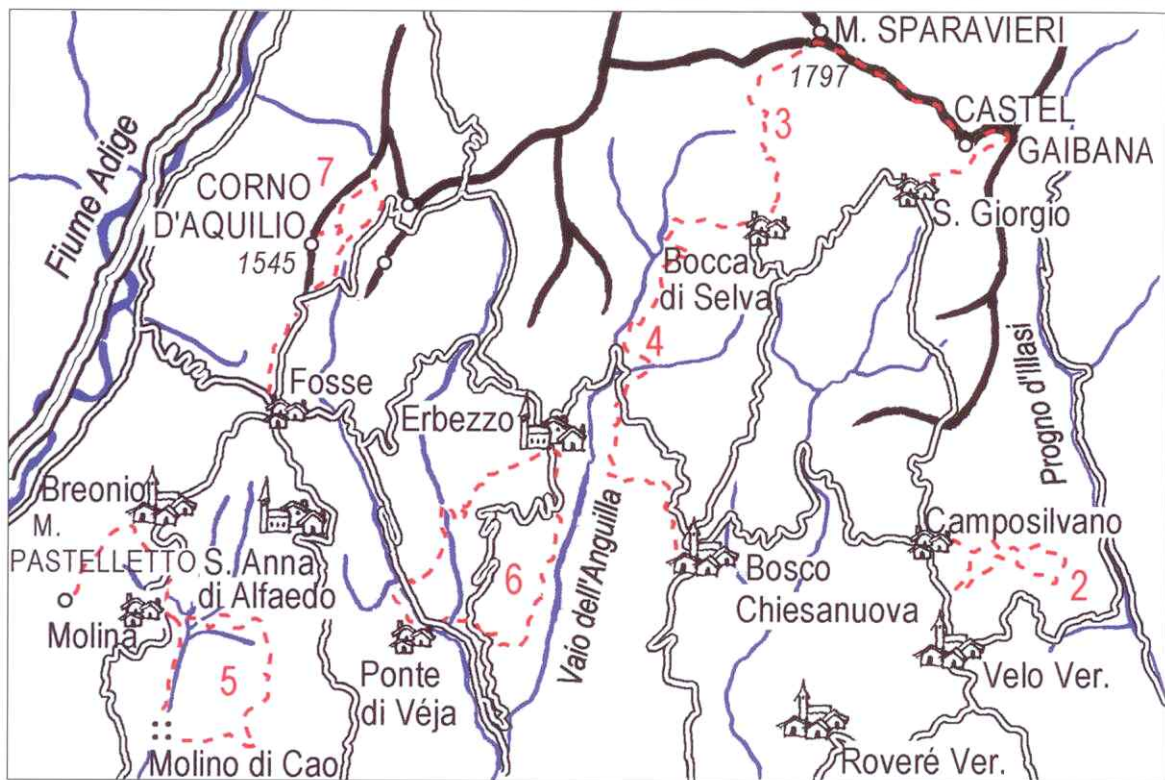 M. SPARAVIERI
1797
CASTEL
GAIBANA
3
Fiume Adige
CORNO
D'AQUILIO
1545
7
S. Giorgio
Bocca
di Selva
4
Fosse
Erbezzo
Progno d'Illasi
Breonio
M.
PASTELLETTO
S. Anna
di Alfaedo
Vaio dell'Anguilla
Camposilvano
6
Bosco
Chiesanuova
2
Molina
Ponte
di Véja
Velo Ver.
5
Molino di Cao
Roveré Ver.